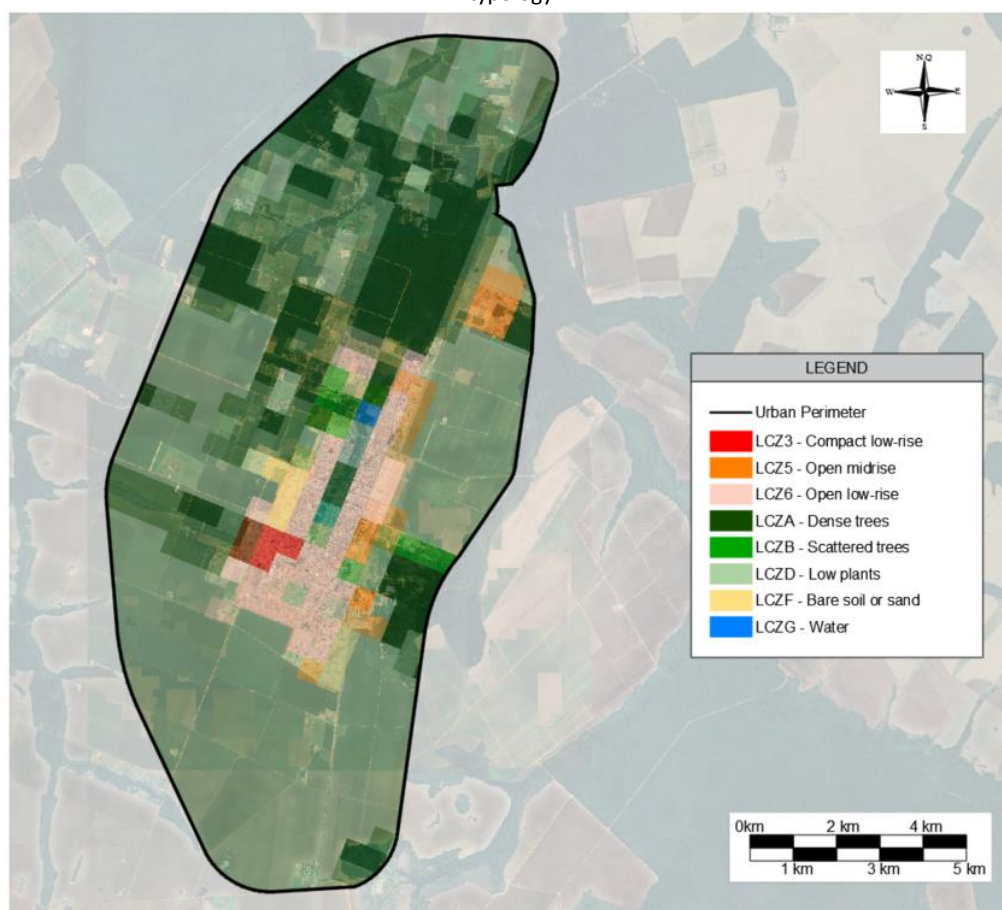 typology
N.Q
W
E
S
LEGEND
Urban Perimeter
LCZ3 - Compact low-rise
LCZ5 - Open midrise
LCZ6 - Open low-rise
LCZA - Dense trees
LCZB - Scattered trees
LCZD - Low plants
LCZF - Bare soil or sand
LCZG - Water
0km 2 km 4 km
1 km 3 km 5 km